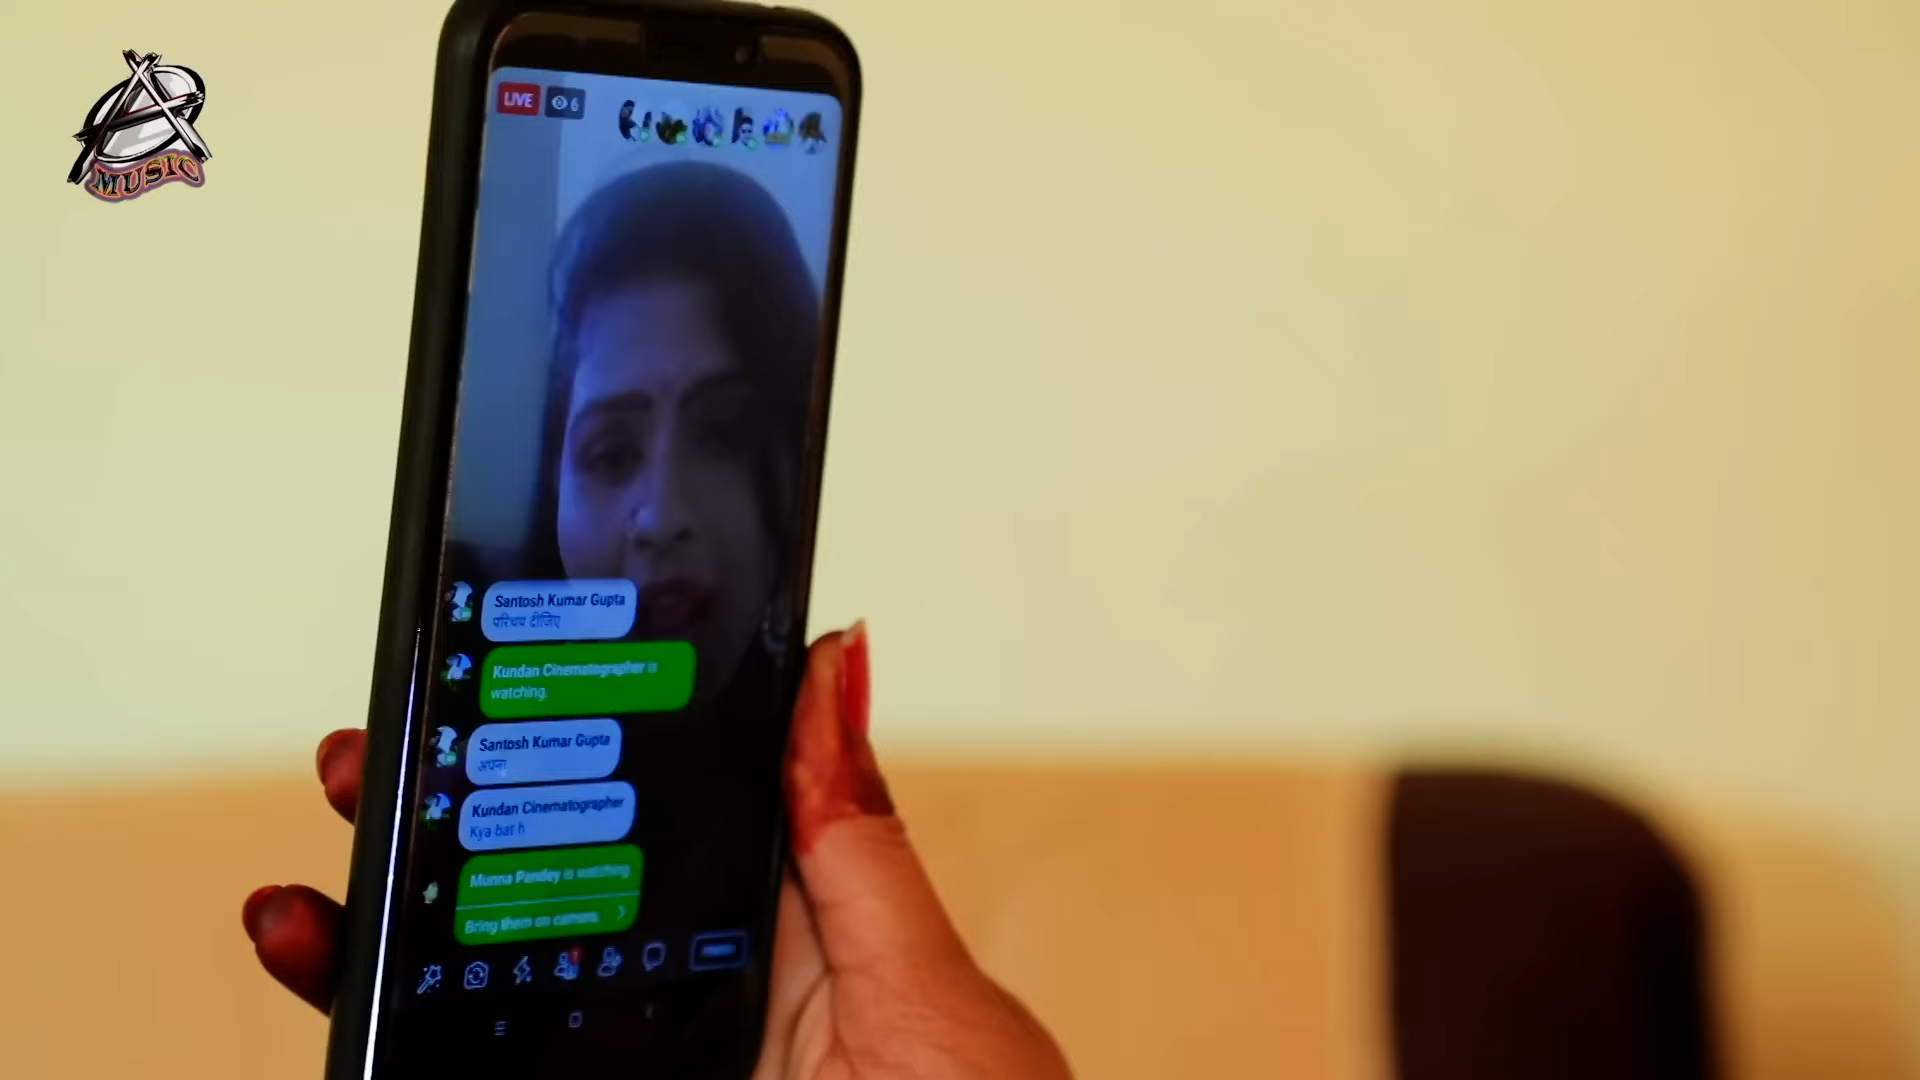 MUSIC
LIVE
6
Santosh Kumar Gupta
परिचय दीजिए
Kundan Cinematographer is
watching.
Santosh Kumar Gupta
अपना
Kundan Cinematographer
Kya bat h
Munna Pandey is watching
Bring them on camera